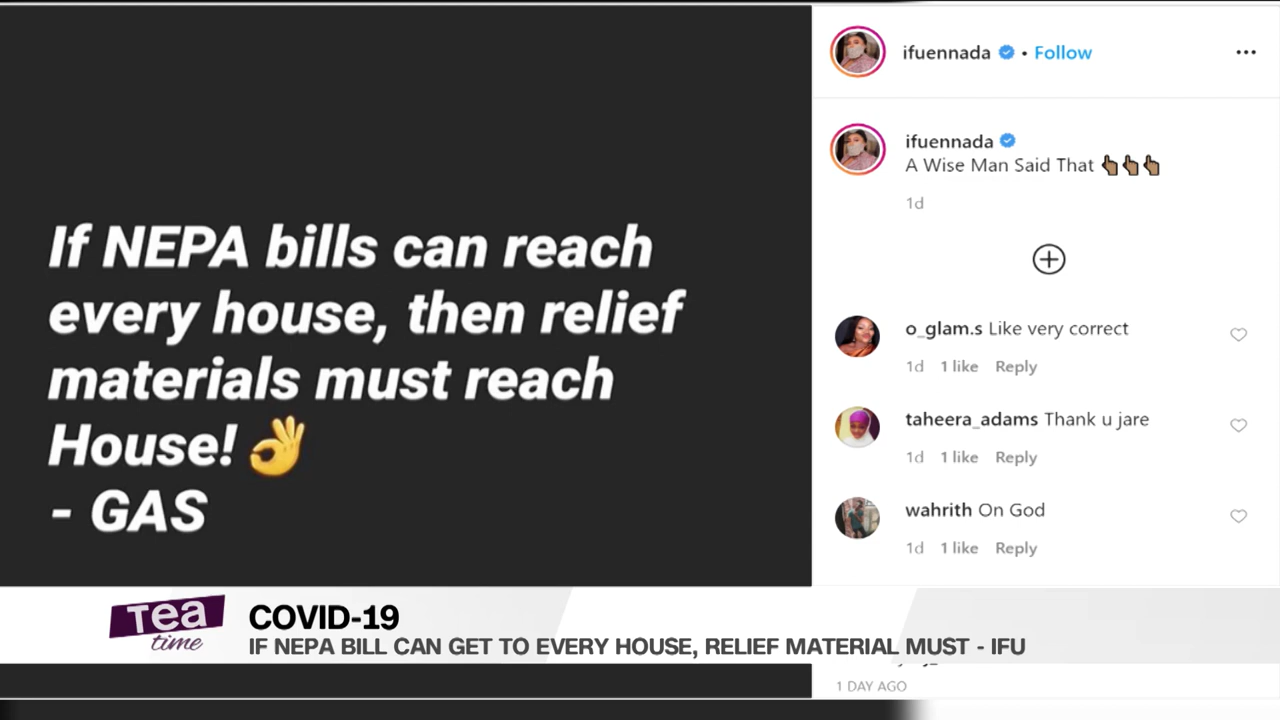 If NEPA bills can reach
every house, then relief
materials must reach
House! 👌
- GAS
ifuennada • Follow
ifuennada
A Wise Man Said That 👆🏾👆🏾👆🏾
1d
o_glam.s Like very correct
1d 1 like Reply
taheera_adams Thank u jare
1d 1 like Reply
wahrith On God
1d 1 like Reply
1 DAY AGO
Tea
time
COVID-19
IF NEPA BILL CAN GET TO EVERY HOUSE, RELIEF MATERIAL MUST - IFU